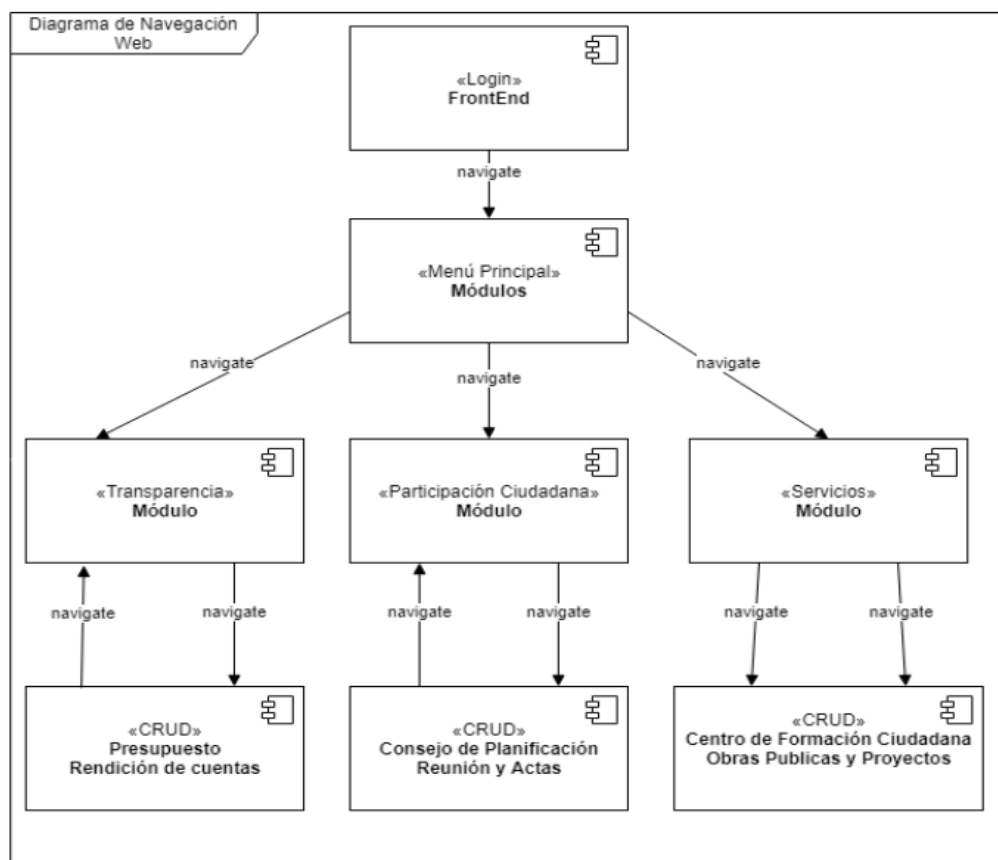 Diagrama de Navegación
Web
«Login»
FrontEnd
navigate
«Menú Principal»
Módulos
navigate
navigate
navigate
«Transparencia»
Módulo
«Participación Ciudadana»
Módulo
«Servicios»
Módulo
navigate
navigate
navigate
navigate
navigate
navigate
«CRUD»
Presupuesto
Rendición de cuentas
«CRUD»
Consejo de Planificación
Reunión y Actas
«CRUD»
Centro de Formación Ciudadana
Obras Publicas y Proyectos